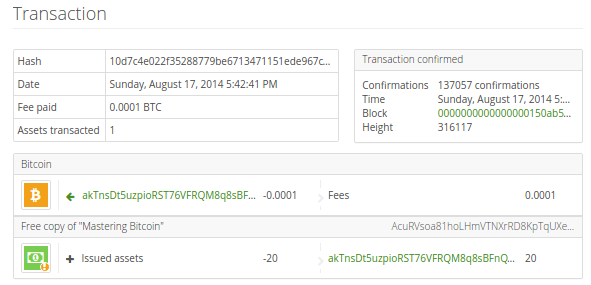 Transaction
Hash 10d7c4e022f35288779be6713471151ede967c...
Date Sunday, August 17, 2014 5:42:41 PM
Fee paid 0.0001 BTC
Assets transacted 1
Transaction confirmed
Confirmations 137057 confirmations
Time Sunday, August 17, 2014 5:...
Block 0000000000000000150ab5...
Height 316117
Bitcoin
akTnsDt5uzpioRST76VFRQM8q8sBF... -0.0001 Fees 0.0001
Free copy of "Mastering Bitcoin" AcuRVsoa81hoLHmVTNXrRD8KpTqUXe...
Issued assets -20 akTnsDt5uzpioRST76VFRQM8q8sBFnQ... 20